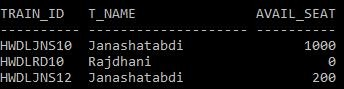 TRAIN_ID T_NAME AVAIL_SEAT
---------- -------------------- ----------
HWDLJNS10 Janashatabdi 1000
HWDLRD10 Rajdhani 0
HWDLJNS12 Janashatabdi 200